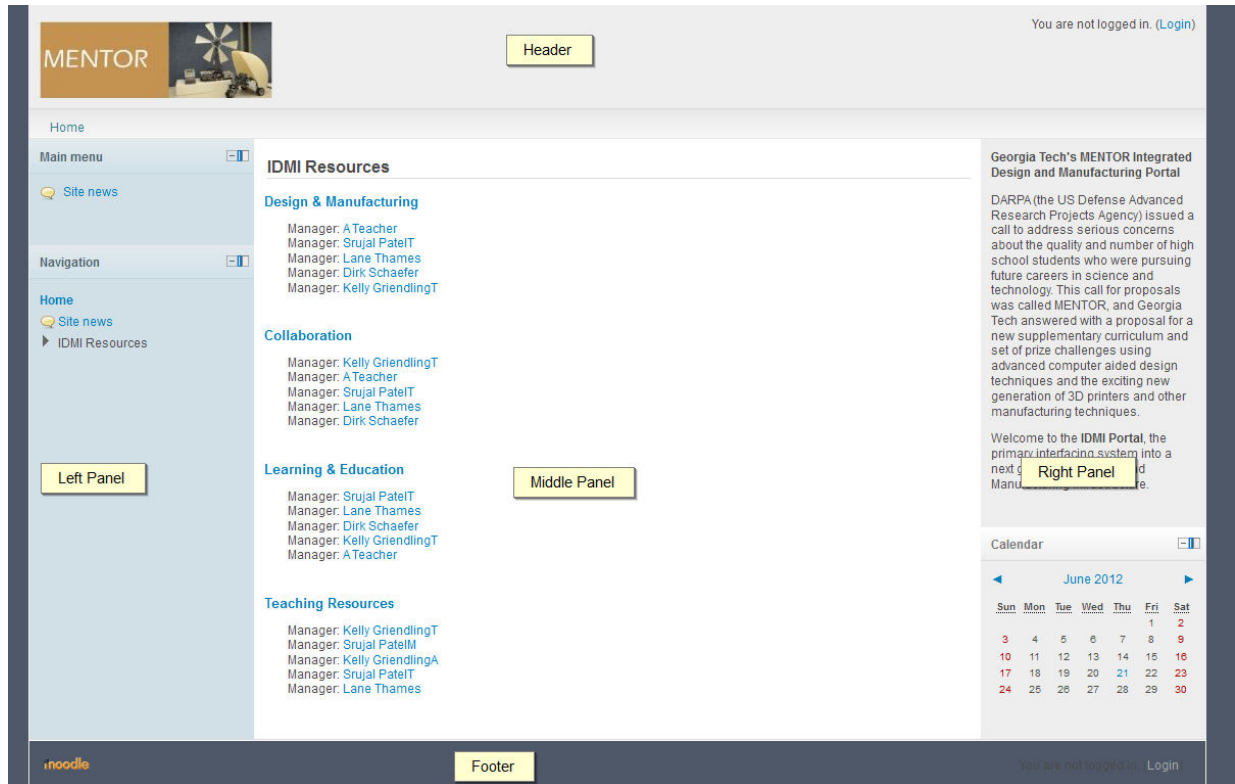 MENTOR
Header
You are not logged in. (Login)
Home
Main menu
Site news
Navigation
Home
Site news
IDMI Resources
Left Panel
IDMI Resources
Design & Manufacturing
Manager: A Teacher
Manager: Srujal PatelT
Manager: Lane Thames
Manager: Dirk Schaefer
Manager: Kelly GriendlingT
Collaboration
Manager: Kelly GriendlingT
Manager: A Teacher
Manager: Srujal PatelT
Manager: Lane Thames
Manager: Dirk Schaefer
Learning & Education
Manager: Srujal PatelT
Manager: Lane Thames
Manager: Dirk Schaefer
Manager: Kelly GriendlingT
Manager: A Teacher
Middle Panel
Teaching Resources
Manager: Kelly GriendlingT
Manager: Srujal PatelM
Manager: Kelly GriendlingA
Manager: Srujal PatelT
Manager: Lane Thames
Georgia Tech's MENTOR Integrated
Design and Manufacturing Portal
DARPA (the US Defense Advanced
Research Projects Agency) issued a
call to address serious concerns
about the quality and number of high
school students who were pursuing
future careers in science and
technology. This call for proposals
was called MENTOR, and Georgia
Tech answered with a proposal for a
new supplementary curriculum and
set of prize challenges using
advanced computer aided design
techniques and the exciting new
generation of 3D printers and other
manufacturing techniques.
Welcome to the IDMI Portal, the
primary interfacing system into a
next
Right Panel
Calendar
June 2012
Sun Mon Tue Wed Thu Fri Sat
1 2
3 4 5 6 7 8 9
10 11 12 13 14 15 16
17 18 19 20 21 22 23
24 25 26 27 28 29 30
moodle
Footer
You are not logged in. (Login)